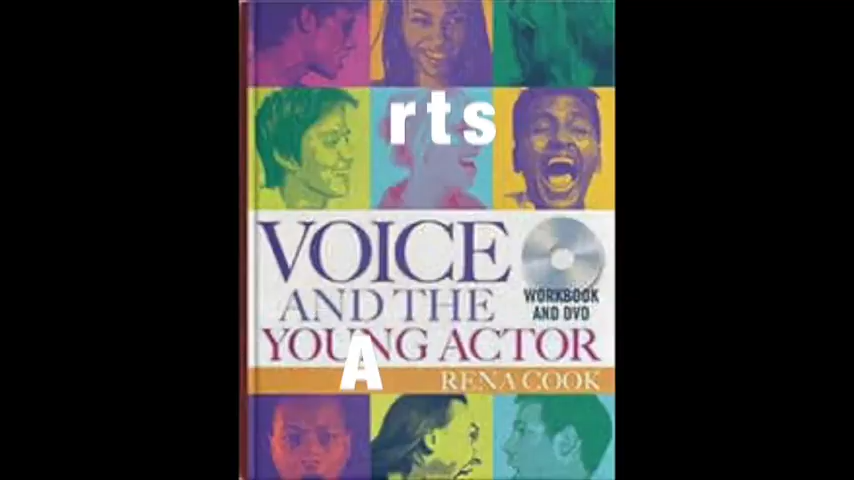 rts
VOICE
AND THE
YOUNG ACTOR
WORKBOOK
AND DVD
A
RENA COOK